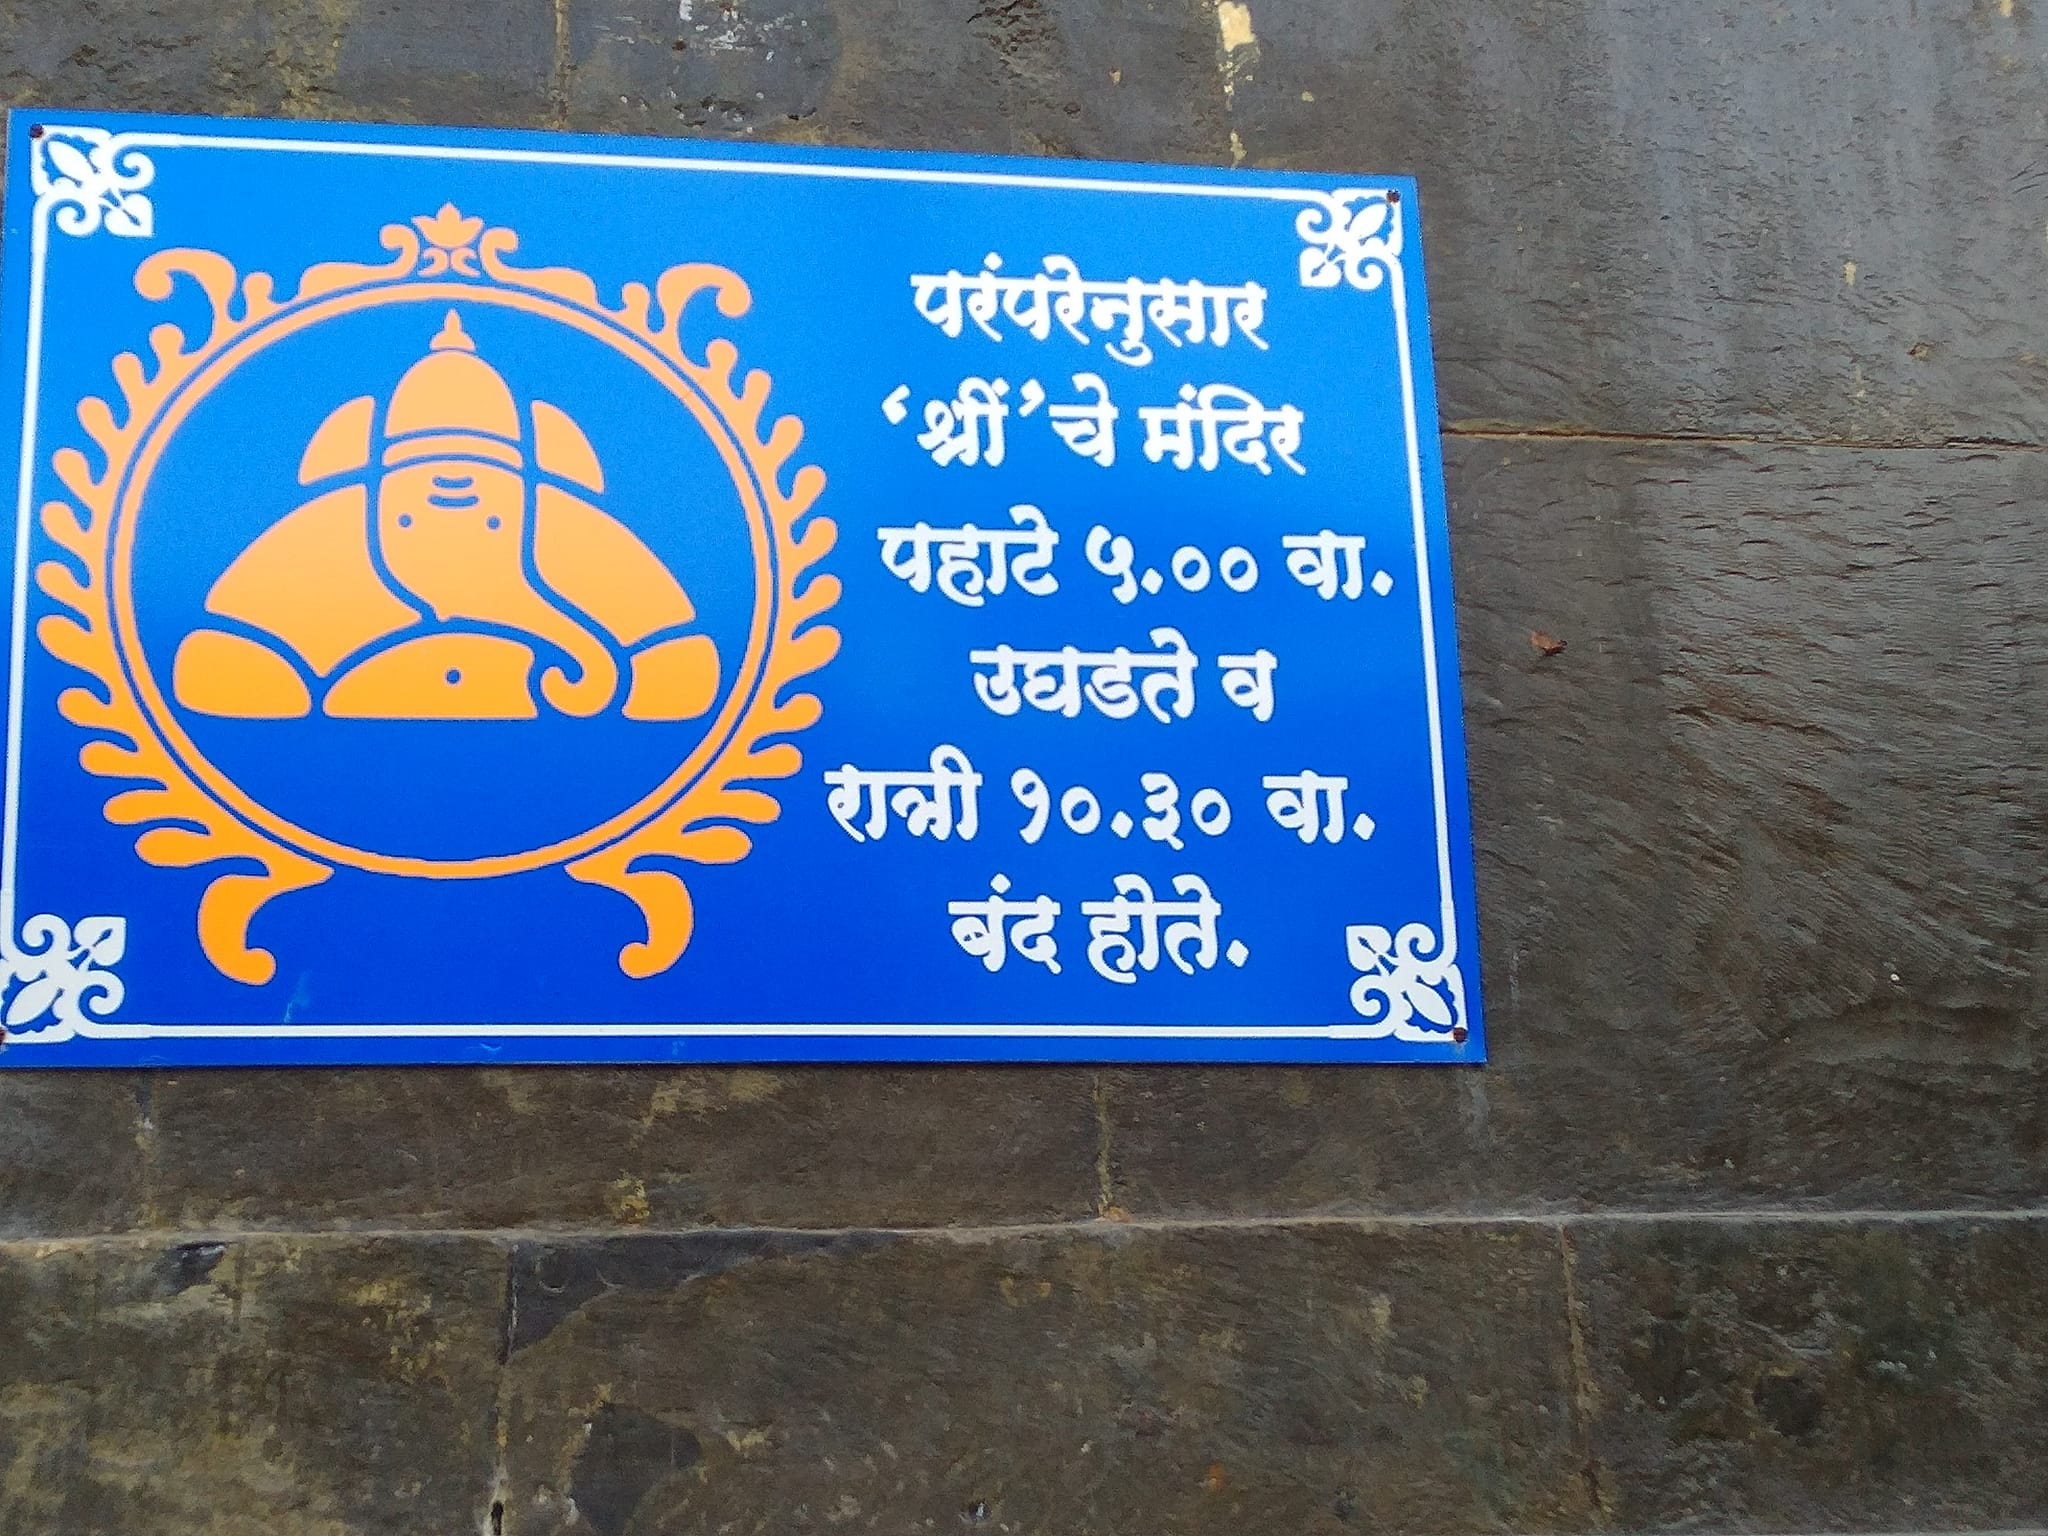 परंपरेनुसार
‘श्रीं’चे मंदिर
पहाटे ५.०० वा.
उघडते व
रात्री १०.३० वा.
बंद होते.